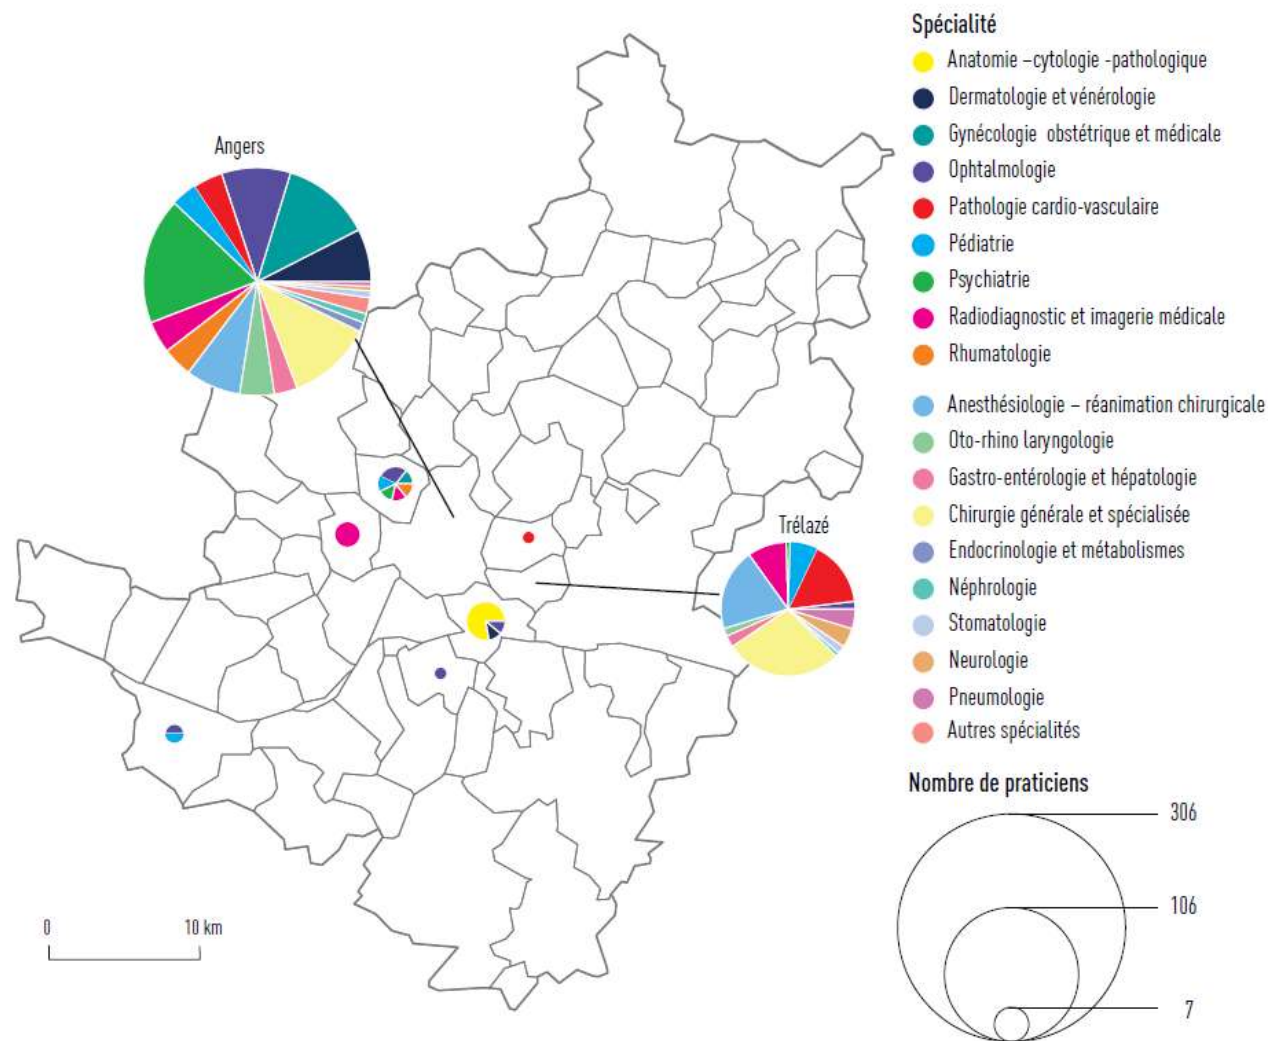 Spécialité
Anatomie –cytologie -pathologique
Dermatologie et vénérologie
Gynécologie obstétrique et médicale
Ophtalmologie
Pathologie cardio-vasculaire
Pédiatrie
Psychiatrie
Radiodiagnostic et imagerie médicale
Rhumatologie
Anesthésiologie – réanimation chirurgicale
Oto-rhino laryngologie
Gastro-entérologie et hépatologie
Chirurgie générale et spécialisée
Endocrinologie et métabolismes
Néphrologie
Stomatologie
Neurologie
Pneumologie
Autres spécialités
Nombre de praticiens
306
106
7
Angers
Trélazé
0 10 km